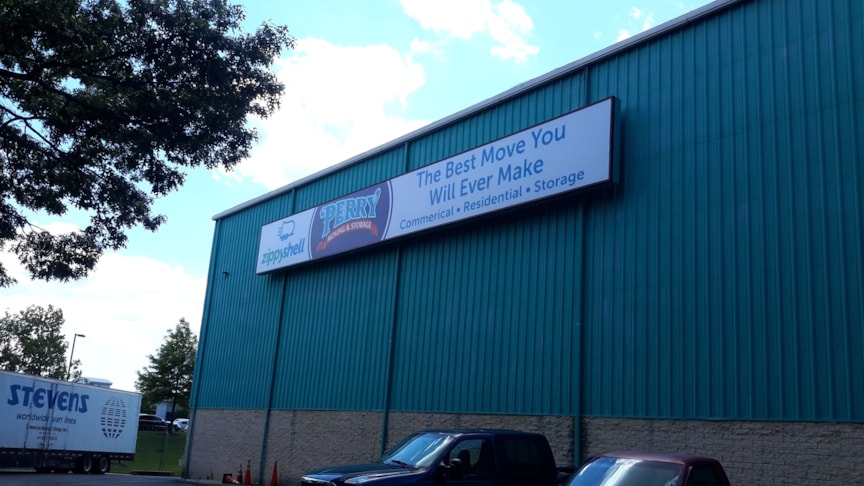 zippyshell
PERRY
MOVING & STORAGE
The Best Move You
Will Ever Make
Commerical • Residential • Storage
STEVENS
worldwide van lines